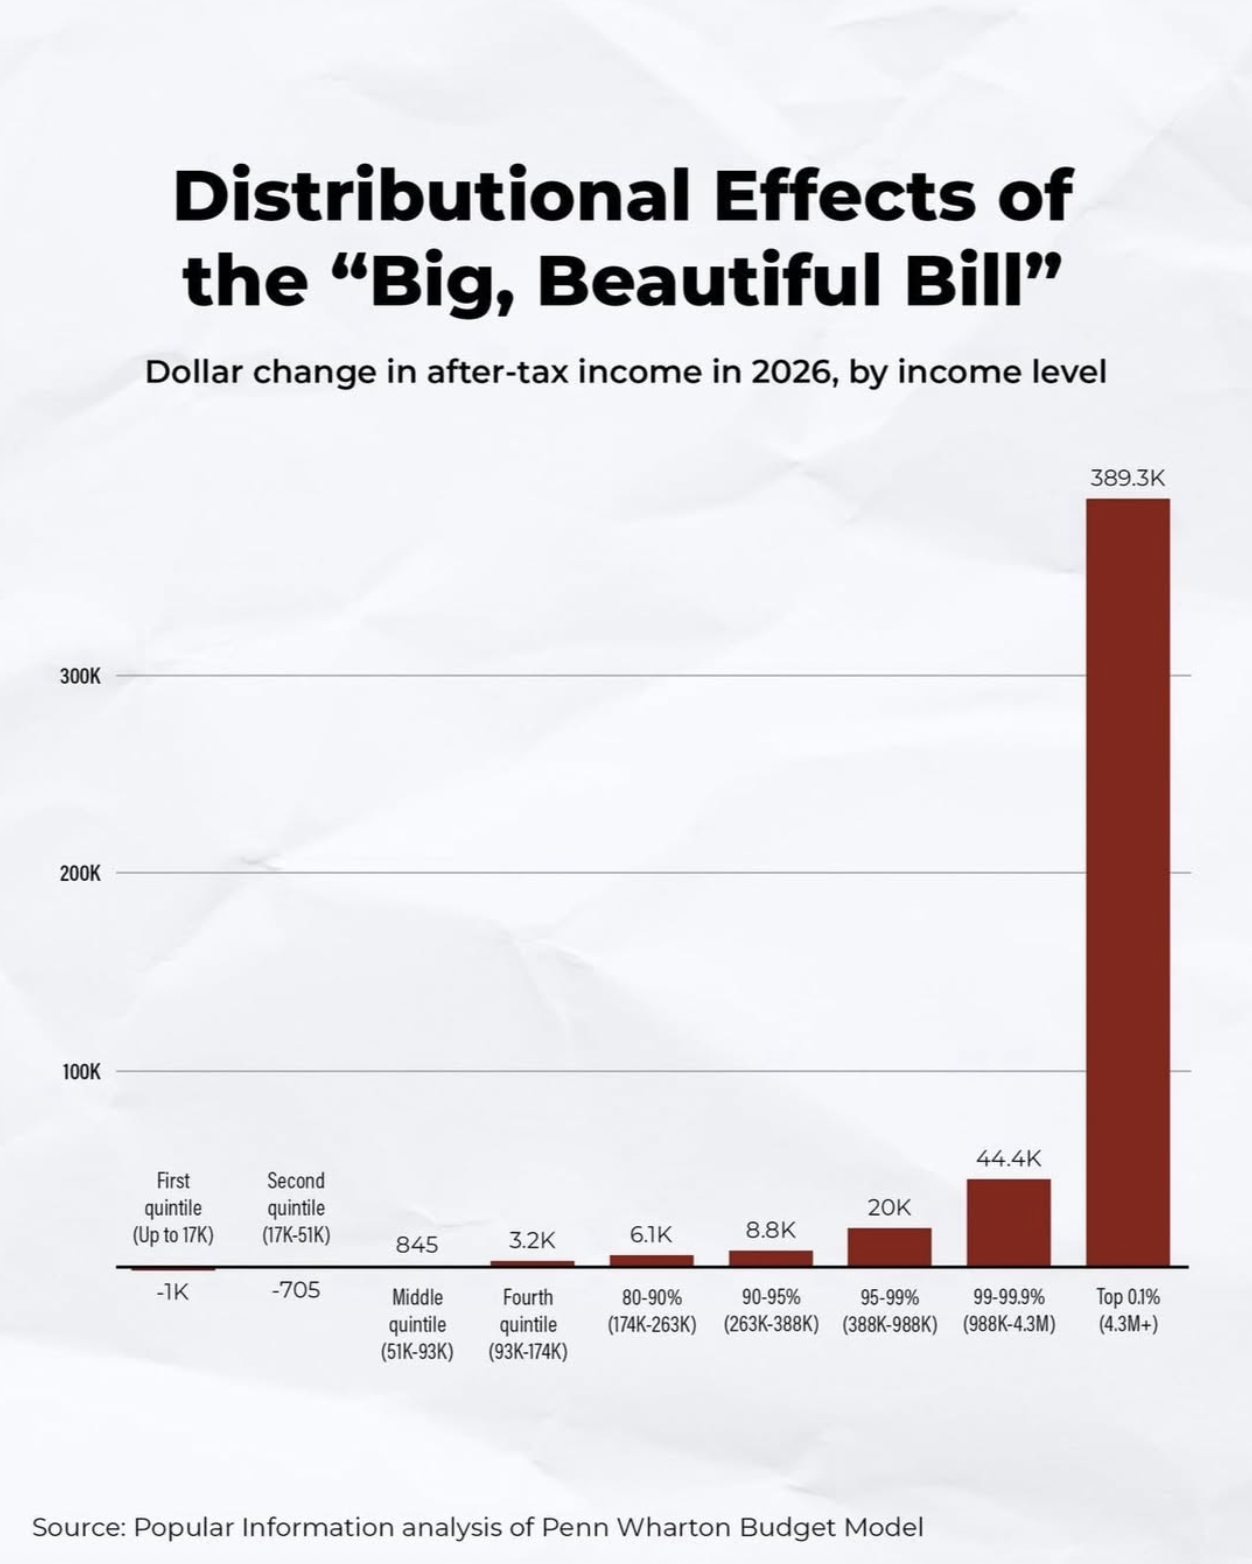 Distributional Effects of
the “Big, Beautiful Bill”
Dollar change in after-tax income in 2026, by income level
389.3K
300K
200K
100K
44.4K
20K
8.8K
6.1K
3.2K
845
First
quintile
(Up to 17K)
-1K
Second
quintile
(17K-51K)
-705
Middle
quintile
(51K-93K)
Fourth
quintile
(93K-174K)
80-90%
(174K-263K)
90-95%
(263K-388K)
95-99%
(388K-988K)
99-99.9%
(988K-4.3M)
Top 0.1%
(4.3M+)
Source: Popular Information analysis of Penn Wharton Budget Model